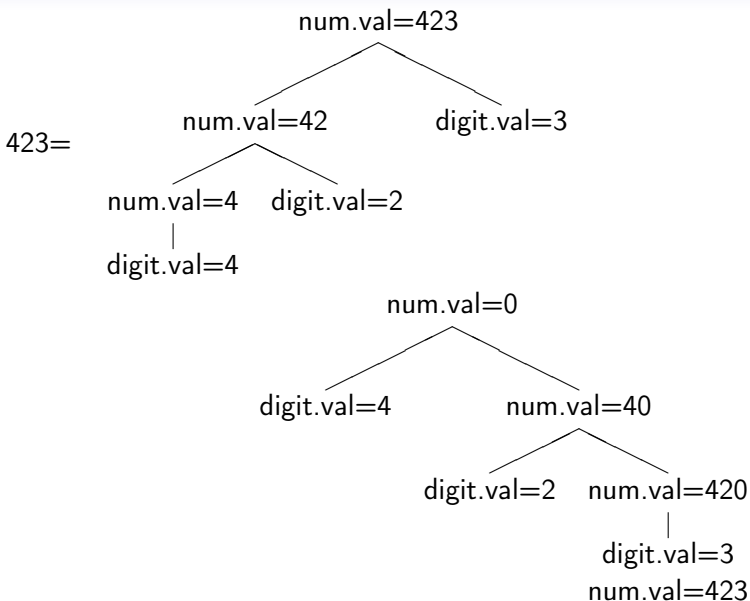 num.val=423
num.val=42 digit.val=3
423=
num.val=4 digit.val=2
digit.val=4
num.val=0
digit.val=4 num.val=40
digit.val=2 num.val=420
digit.val=3
num.val=423